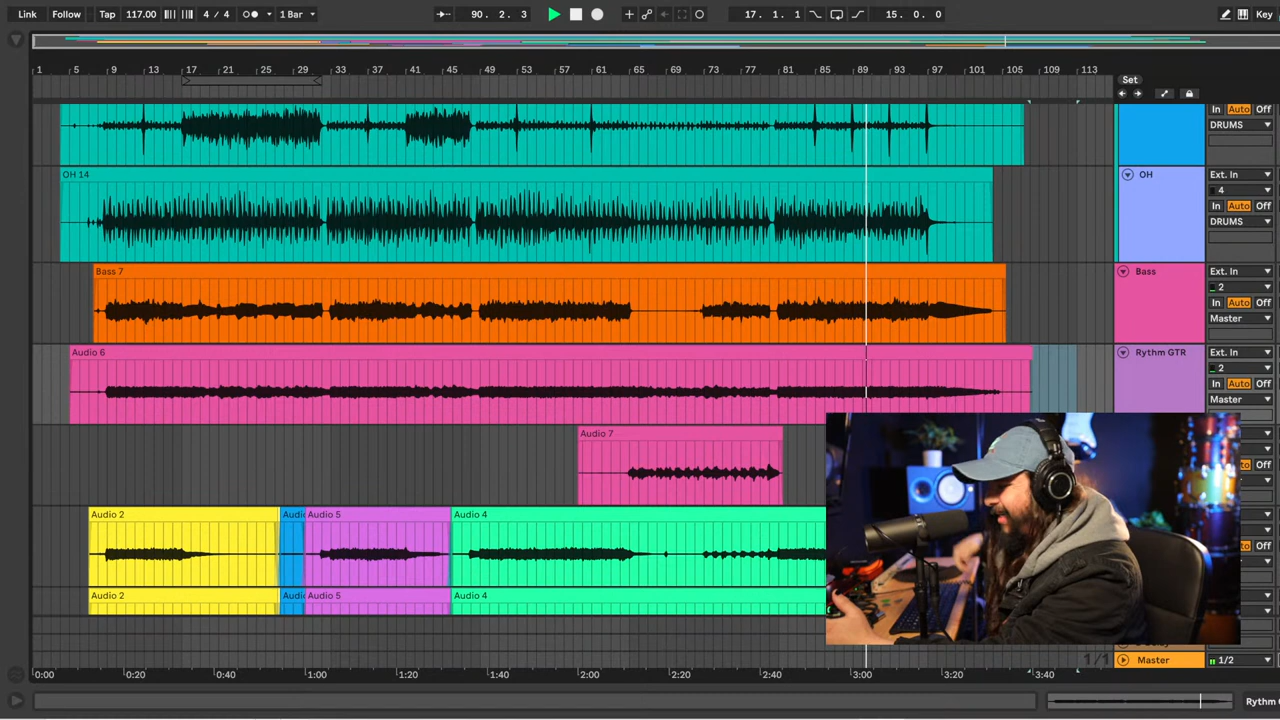 Link Follow Tap 117.00 4 / 4 1 Bar 90. 2. 3 17. 1. 1 15. 0. 0 Key
1 5 9 13 17 21 25 29 33 37 41 45 49 53 57 61 65 69 73 77 81 85 89 93 97 101 105 109 113
Set
In Auto Off
DRUMS
OH 14 OH Ext. In
4
In Auto Off
DRUMS
Bass 7 Bass Ext. In
2
In Auto Off
Master
Audio 6 Rythm GTR Ext. In
2
In Auto Off
Master
Audio 7
Off
Audio 2 Audio 5 Audio 4
Off
Audio 2 Audio 5 Audio 4
1/1 Master 1/2
0:00 0:20 0:40 1:00 1:20 1:40 2:00 2:20 2:40 3:00 3:20 3:40
Rythm